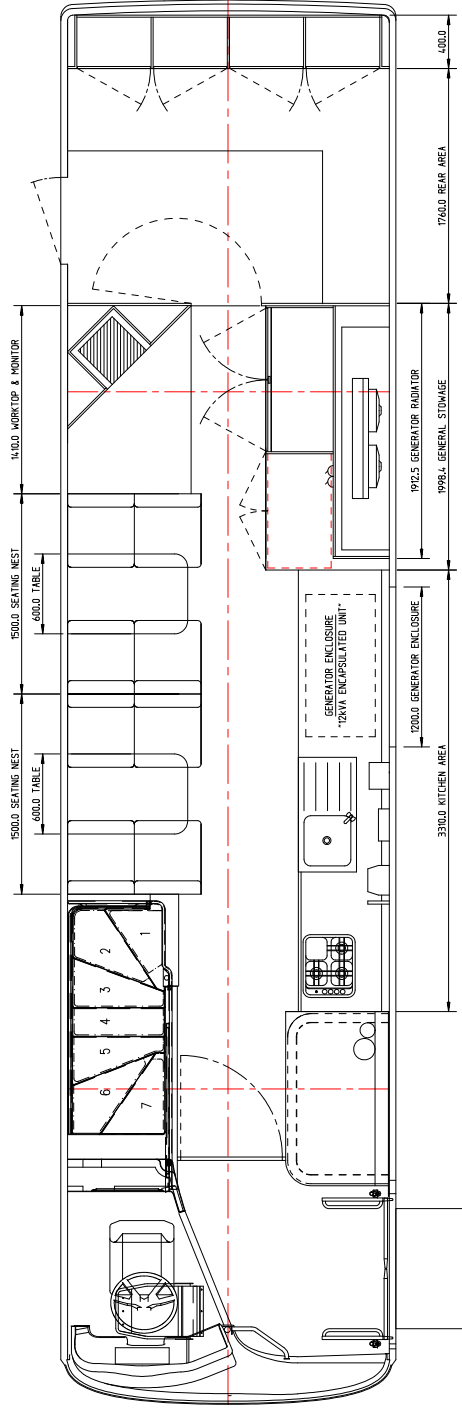 400.0
1760.0 REAR AREA
1410.0 WORKTOP & MONITOR
1912.5 GENERATOR RADIATOR
1998.4 GENERAL STOWAGE
1500.0 SEATING NEST
600.0 TABLE
GENERATOR ENCLOSURE
"12kVA ENCAPSULATED UNIT"
1200.0 GENERATOR ENCLOSURE
3310.0 KITCHEN AREA
1500.0 SEATING NEST
600.0 TABLE
1
2
3
4
5
6
7